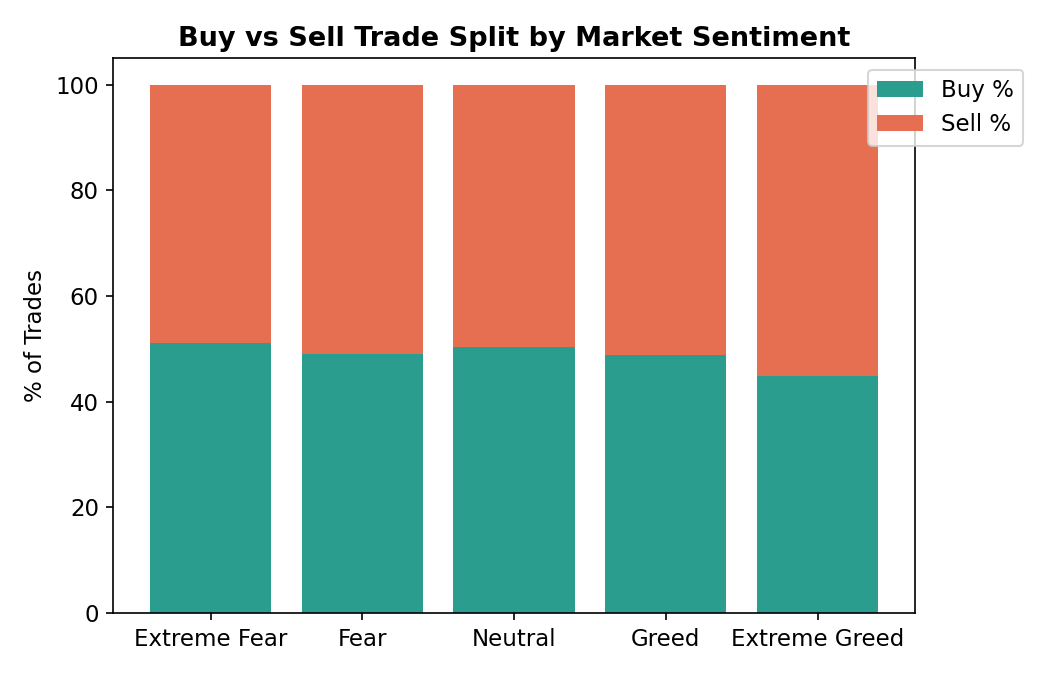 Buy vs Sell Trade Split by Market Sentiment
Buy %
Sell %
% of Trades
100
80
60
40
20
0
Extreme Fear
Fear
Neutral
Greed
Extreme Greed